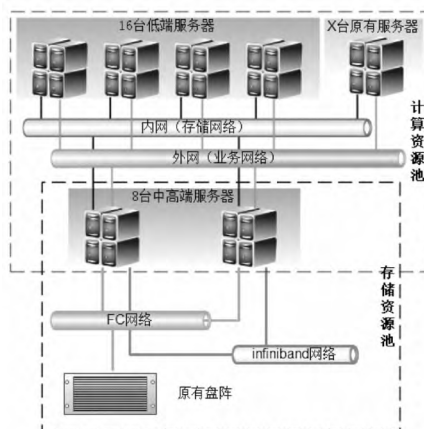 16台低端服务器
X台原有服务器
内网（存储网络）
外网（业务网络）
计算资源池
8台中高端服务器
存储资源池
FC网络
infiniband网络
原有盘阵